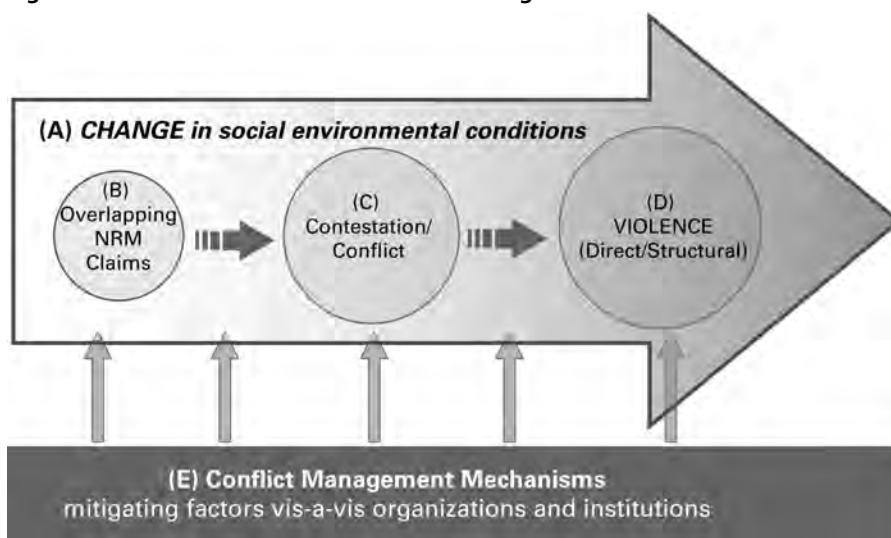 (A) CHANGE in social environmental conditions
(B)
Overlapping
NRM
Claims
(C)
Contestation/
Conflict
(D)
VIOLENCE
(Direct/Structural)
(E) Conflict Management Mechanisms
mitigating factors vis-a-vis organizations and institutions